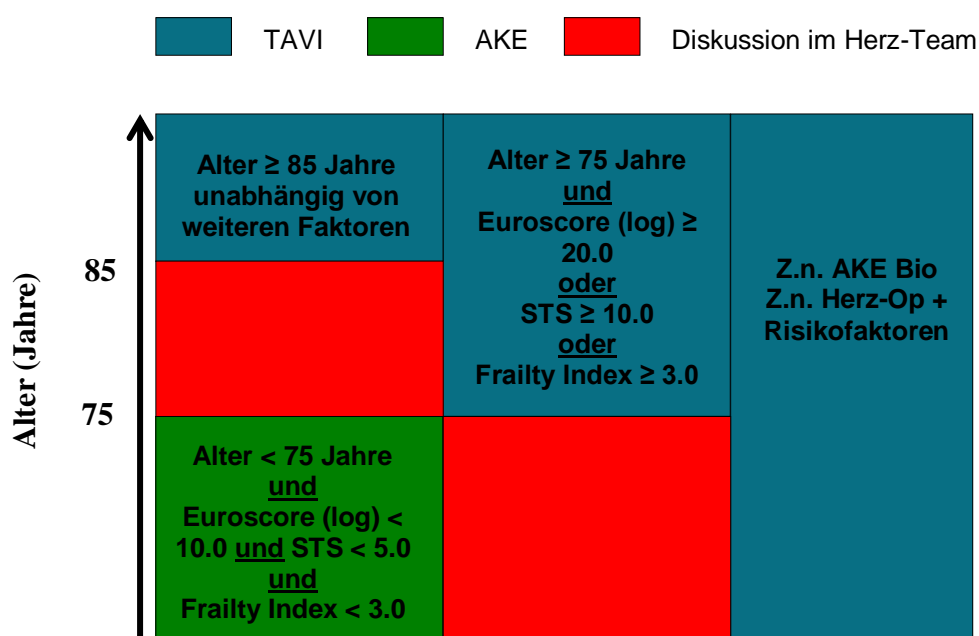 TAVI
AKE
Diskussion im Herz-Team
Alter (Jahre)
85
75
Alter ≥ 85 Jahre
unabhängig von
weiteren Faktoren
Alter < 75 Jahre
und
Euroscore (log) <
10.0 und STS < 5.0
und
Frailty Index < 3.0
Alter ≥ 75 Jahre
und
Euroscore (log) ≥
20.0
oder
STS ≥ 10.0
oder
Frailty Index ≥ 3.0
Z.n. AKE Bio
Z.n. Herz-Op +
Risikofaktoren